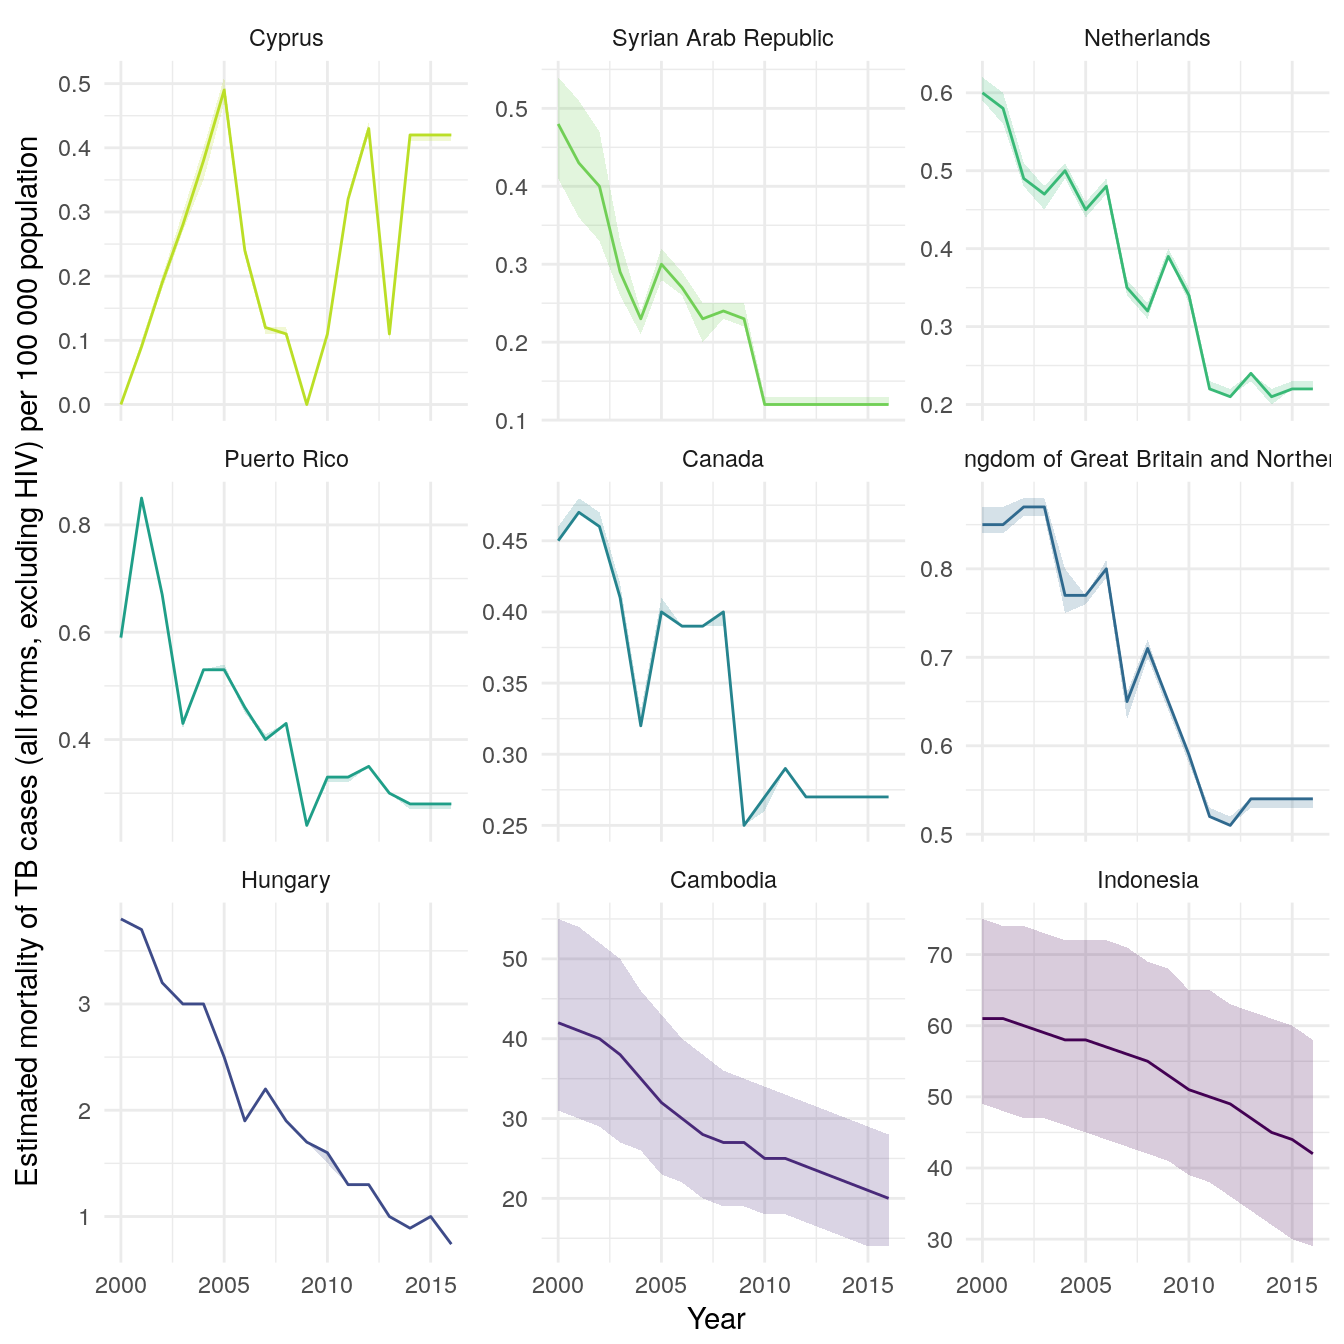 Cyprus
Syrian Arab Republic
Netherlands
0.5
0.4
0.3
0.2
0.1
0.0
0.5
0.4
0.3
0.2
0.1
0.6
0.5
0.4
0.3
0.2
Puerto Rico
Canada
ngdom of Great Britain and Norther
0.8
0.6
0.4
0.45
0.40
0.35
0.30
0.25
0.8
0.7
0.6
0.5
Hungary
Cambodia
Indonesia
3
2
1
50
40
30
20
70
60
50
40
30
2000 2005 2010 2015
2000 2005 2010 2015
2000 2005 2010 2015
Year
Estimated mortality of TB cases (all forms, excluding HIV) per 100 000 population